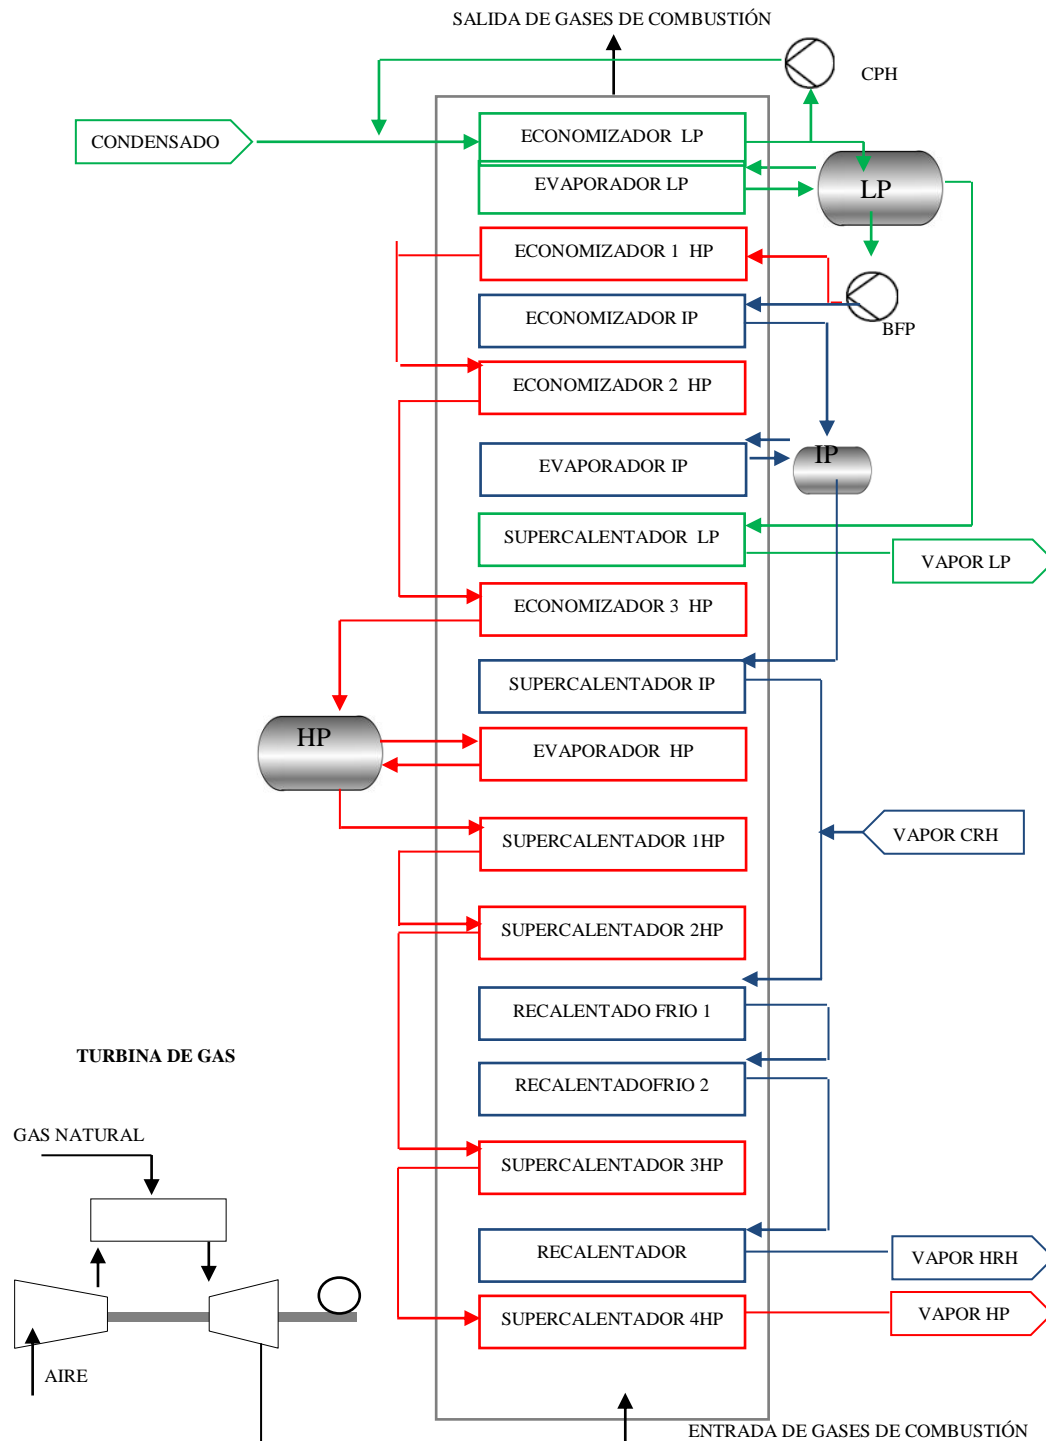 SALIDA DE GASES DE COMBUSTIÓN
CPH
CONDENSADO
ECONOMIZADOR LP
EVAPORADOR LP
LP
ECONOMIZADOR 1 HP
ECONOMIZADOR IP
BFP
ECONOMIZADOR 2 HP
EVAPORADOR IP
IP
SUPERCALENTADOR LP
VAPOR LP
ECONOMIZADOR 3 HP
SUPERCALENTADOR IP
HP
EVAPORADOR HP
SUPERCALENTADOR 1HP
VAPOR CRH
SUPERCALENTADOR 2HP
RECALENTADO FRIO 1
TURBINA DE GAS
RECALENTADOFRIO 2
GAS NATURAL
SUPERCALENTADOR 3HP
RECALENTADOR
VAPOR HRH
SUPERCALENTADOR 4HP
VAPOR HP
AIRE
ENTRADA DE GASES DE COMBUSTIÓN